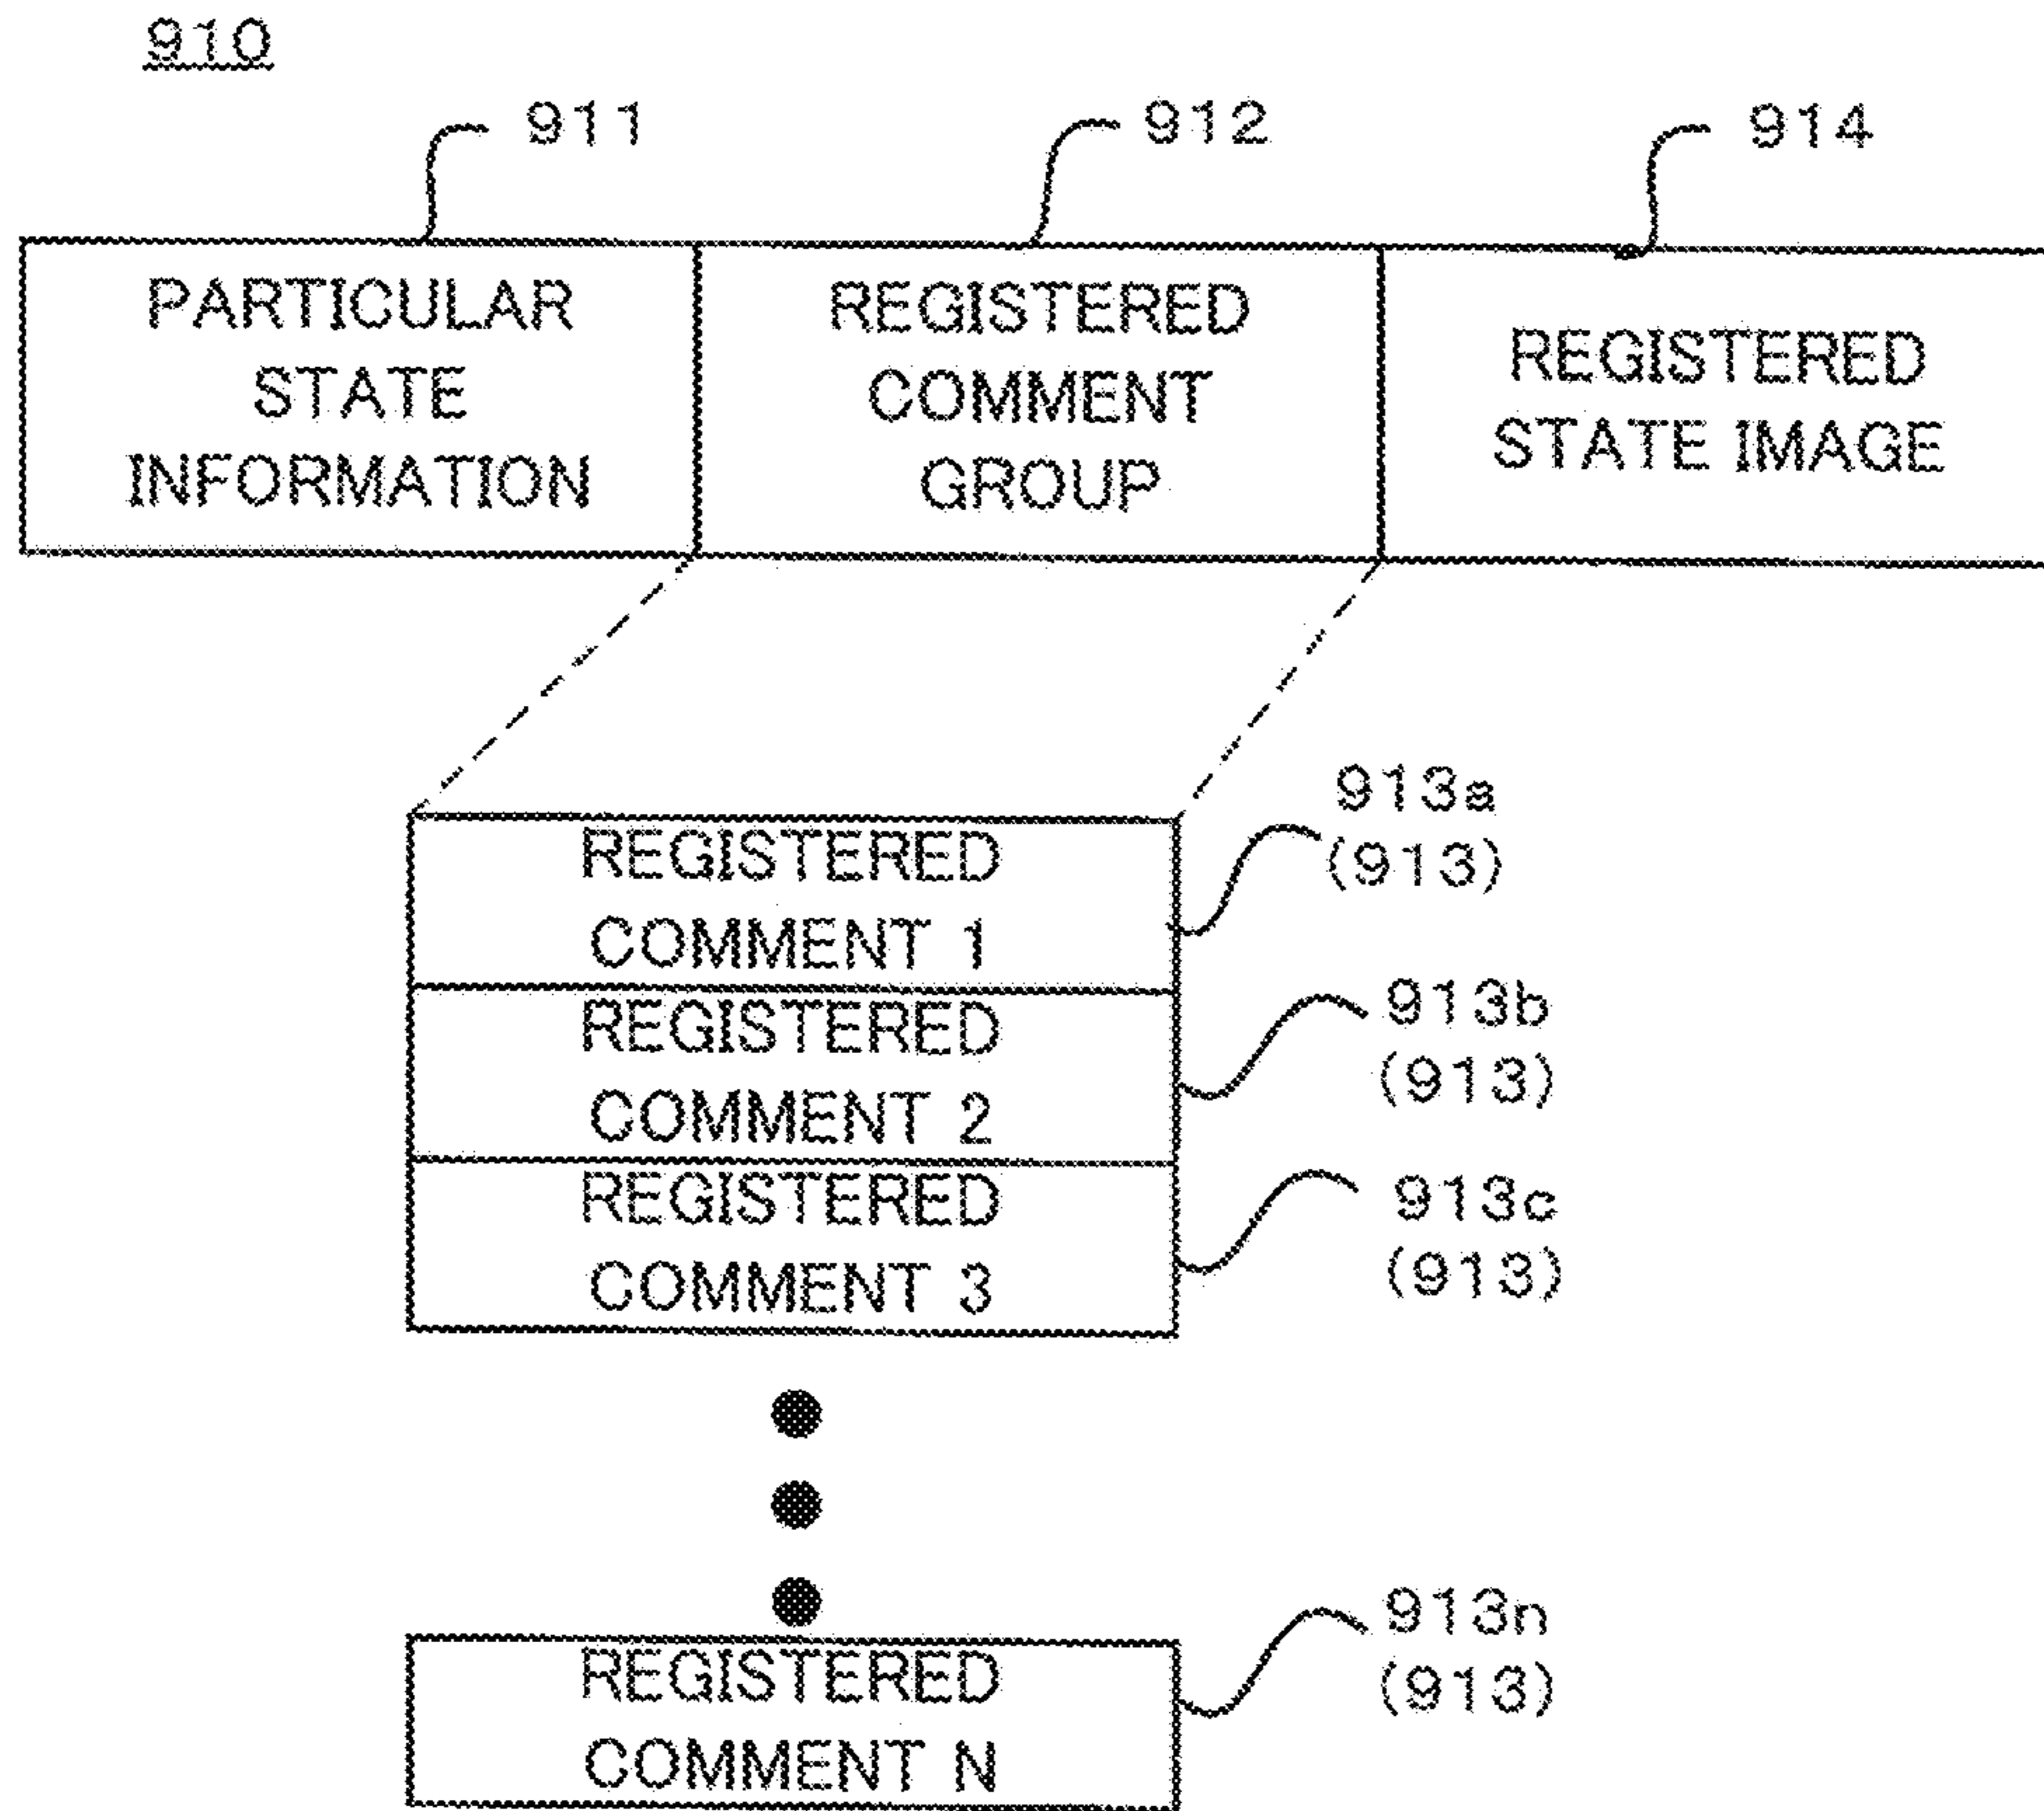 910
911
912
914
PARTICULAR
STATE
INFORMATION
REGISTERED
COMMENT
GROUP
REGISTERED
STATE IMAGE
REGISTERED
COMMENT 1
913a
(913)
REGISTERED
COMMENT 2
913b
(913)
REGISTERED
COMMENT 3
913c
(913)
REGISTERED
COMMENT N
913n
(913)